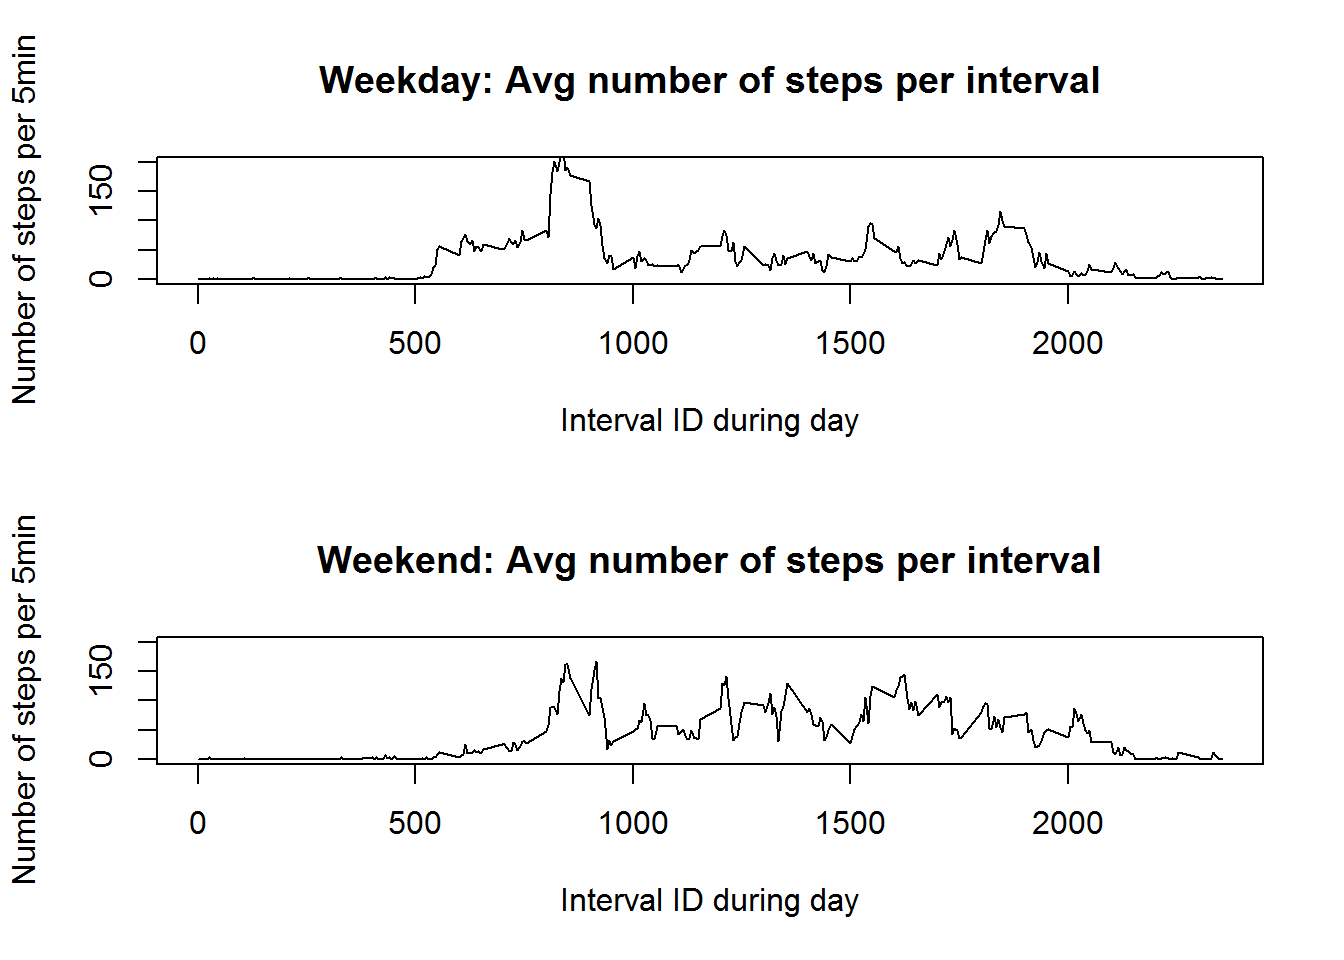 Weekday: Avg number of steps per interval
Number of steps per 5min
150
0
0 500 1000 1500 2000
Interval ID during day
Weekend: Avg number of steps per interval
Number of steps per 5min
150
0
0 500 1000 1500 2000
Interval ID during day